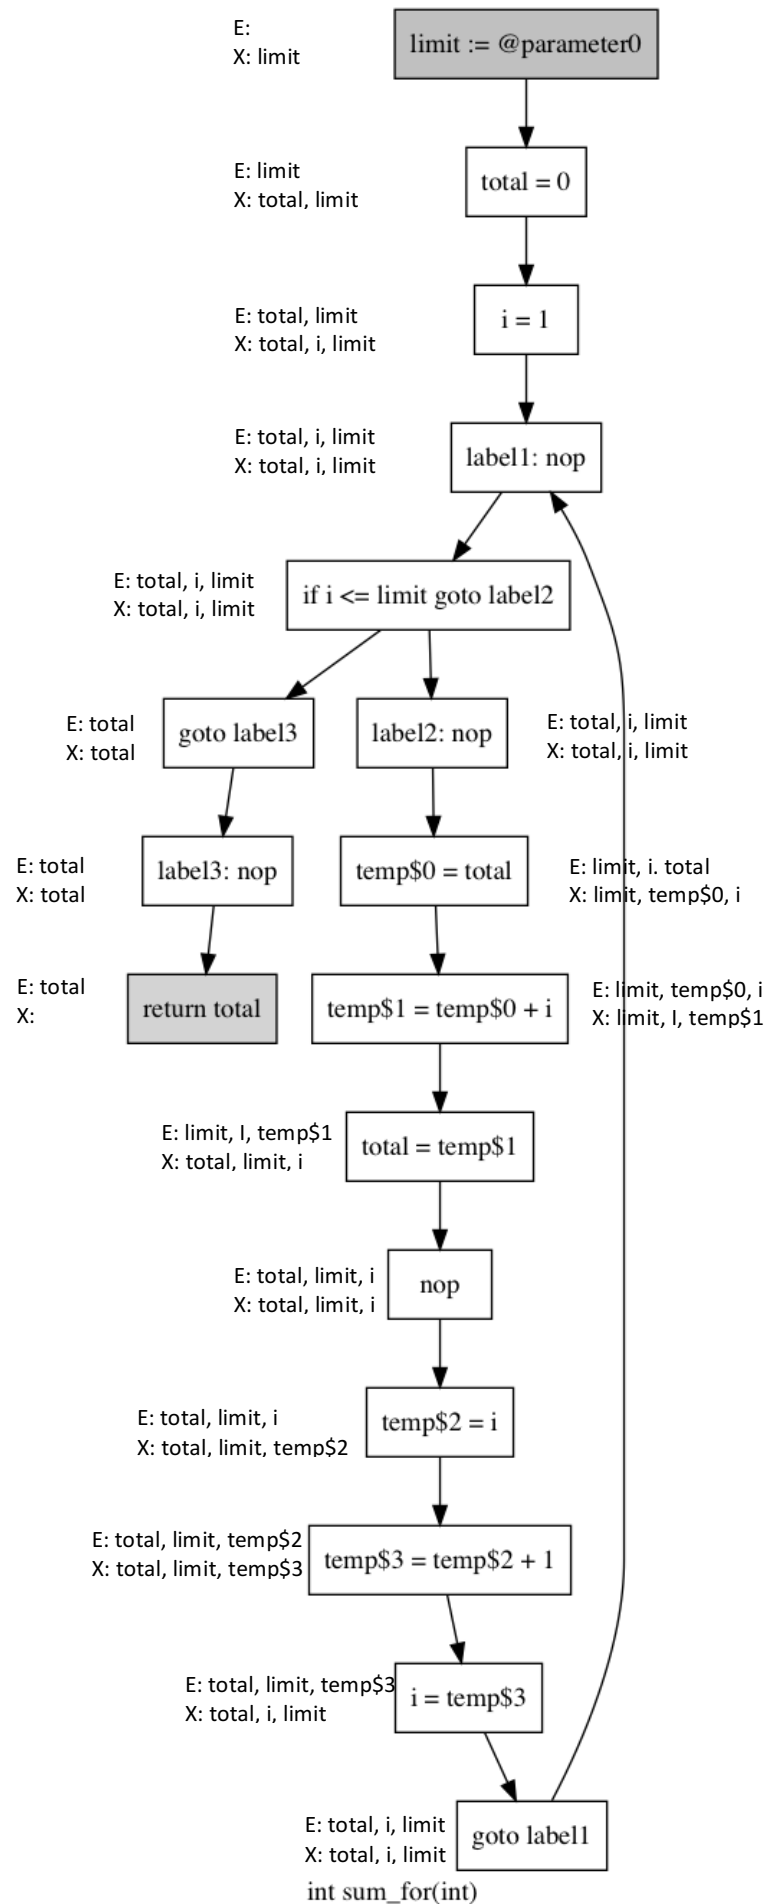 E:
X: limit
limit := @parameter0
E: limit
X: total, limit
total = 0
E: total, limit
X: total, i, limit
i = 1
E: total, i, limit
X: total, i, limit
label1: nop
E: total, i, limit
X: total, i, limit
if i <= limit goto label2
E: total
X: total
goto label3
label2: nop
E: total, i, limit
X: total, i, limit
E: total
X: total
label3: nop
temp$0 = total
E: limit, i. total
X: limit, temp$0, i
E: total
X:
return total
temp$1 = temp$0 + i
E: limit, temp$0, i
X: limit, I, temp$1
E: limit, I, temp$1
X: total, limit, i
total = temp$1
E: total, limit, i
X: total, limit, i
nop
E: total, limit, i
X: total, limit, temp$2
temp$2 = i
E: total, limit, temp$2
X: total, limit, temp$3
temp$3 = temp$2 + 1
E: total, limit, temp$3
X: total, i, limit
i = temp$3
E: total, i, limit
X: total, i, limit
goto label1
int sum_for(int)